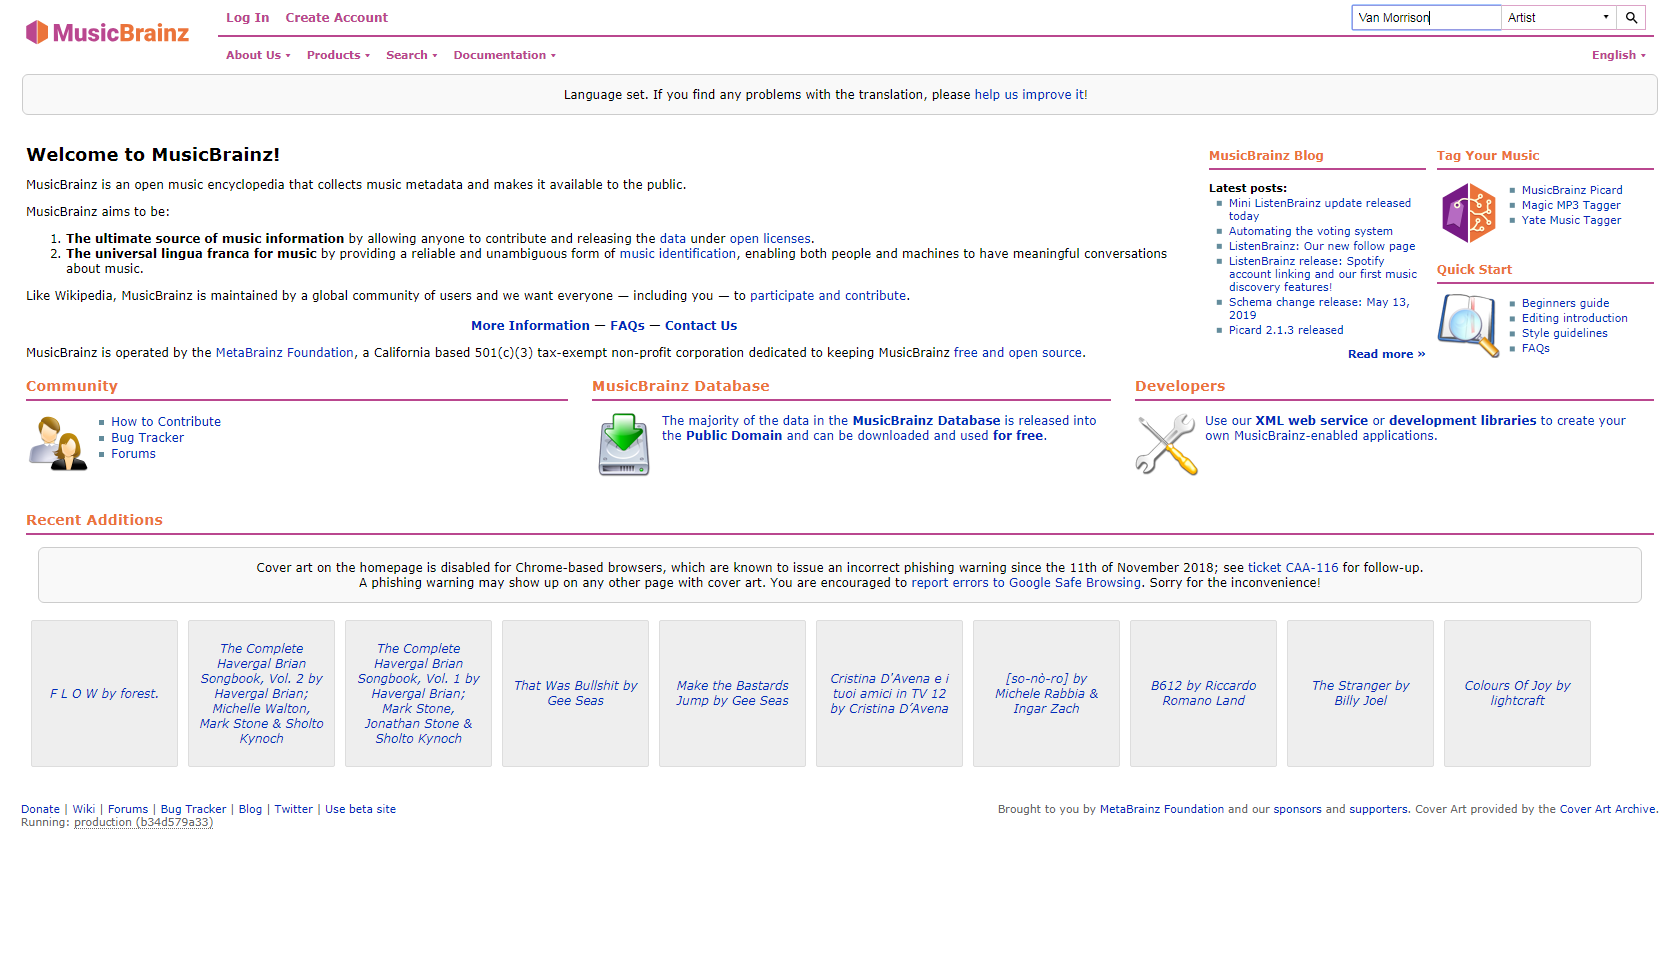 MusicBrainz
Log In Create Account
Van Morrison Artist
About Us Products Search Documentation
English
Language set. If you find any problems with the translation, please help us improve it!
Welcome to MusicBrainz!
MusicBrainz is an open music encyclopedia that collects music metadata and makes it available to the public.
MusicBrainz aims to be:
1. The ultimate source of music information by allowing anyone to contribute and releasing the data under open licenses.
2. The universal lingua franca for music by providing a reliable and unambiguous form of music identification, enabling both people and machines to have meaningful conversations
about music.
Like Wikipedia, MusicBrainz is maintained by a global community of users and we want everyone — including you — to participate and contribute.
More Information — FAQs — Contact Us
MusicBrainz is operated by the MetaBrainz Foundation, a California based 501(c)(3) tax-exempt non-profit corporation dedicated to keeping MusicBrainz free and open source.
MusicBrainz Blog
Latest posts:
Mini ListenBrainz update released
today
Automating the voting system
ListenBrainz: Our new follow page
ListenBrainz release: Spotify
account linking and our first music
discovery features!
Schema change release: May 13,
2019
Picard 2.1.3 released
Read more »
Tag Your Music
MusicBrainz Picard
Magic MP3 Tagger
Yate Music Tagger
Quick Start
Beginners guide
Editing introduction
Style guidelines
FAQs
Community
How to Contribute
Bug Tracker
Forums
MusicBrainz Database
The majority of the data in the MusicBrainz Database is released into
the Public Domain and can be downloaded and used for free.
Developers
Use our XML web service or development libraries to create your
own MusicBrainz-enabled applications.
Recent Additions
Cover art on the homepage is disabled for Chrome-based browsers, which are known to issue an incorrect phishing warning since the 11th of November 2018; see ticket CAA-116 for follow-up.
A phishing warning may show up on any other page with cover art. You are encouraged to report errors to Google Safe Browsing. Sorry for the inconvenience!
F L O W by forest.
The Complete
Havergal Brian
Songbook, Vol. 2 by
Havergal Brian;
Michelle Walton,
Mark Stone & Sholto
Kynoch
The Complete
Havergal Brian
Songbook, Vol. 1 by
Havergal Brian;
Mark Stone,
Jonathan Stone &
Sholto Kynoch
That Was Bullshit by
Gee Seas
Make the Bastards
Jump by Gee Seas
Cristina D'Avena e i
tuoi amici in TV 12
by Cristina D'Avena
[so-nò-ro] by
Michele Rabbia &
Ingar Zach
B612 by Riccardo
Romano Land
The Stranger by
Billy Joel
Colours Of Joy by
lightcraft
Donate | Wiki | Forums | Bug Tracker | Blog | Twitter | Use beta site
Running: production (b34d579a33)
Brought to you by MetaBrainz Foundation and our sponsors and supporters. Cover Art provided by the Cover Art Archive.